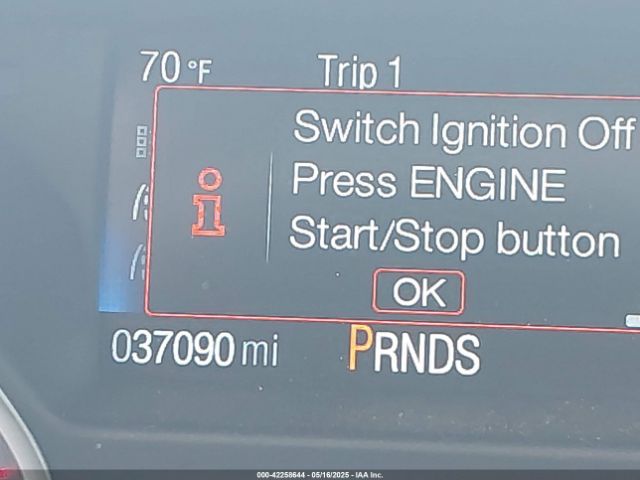 70 °F Trip 1
Switch Ignition Off
Press ENGINE
Start/Stop button
OK
037090 mi PRNDS
000-42258644 - 05/16/2025 - IAA Inc.